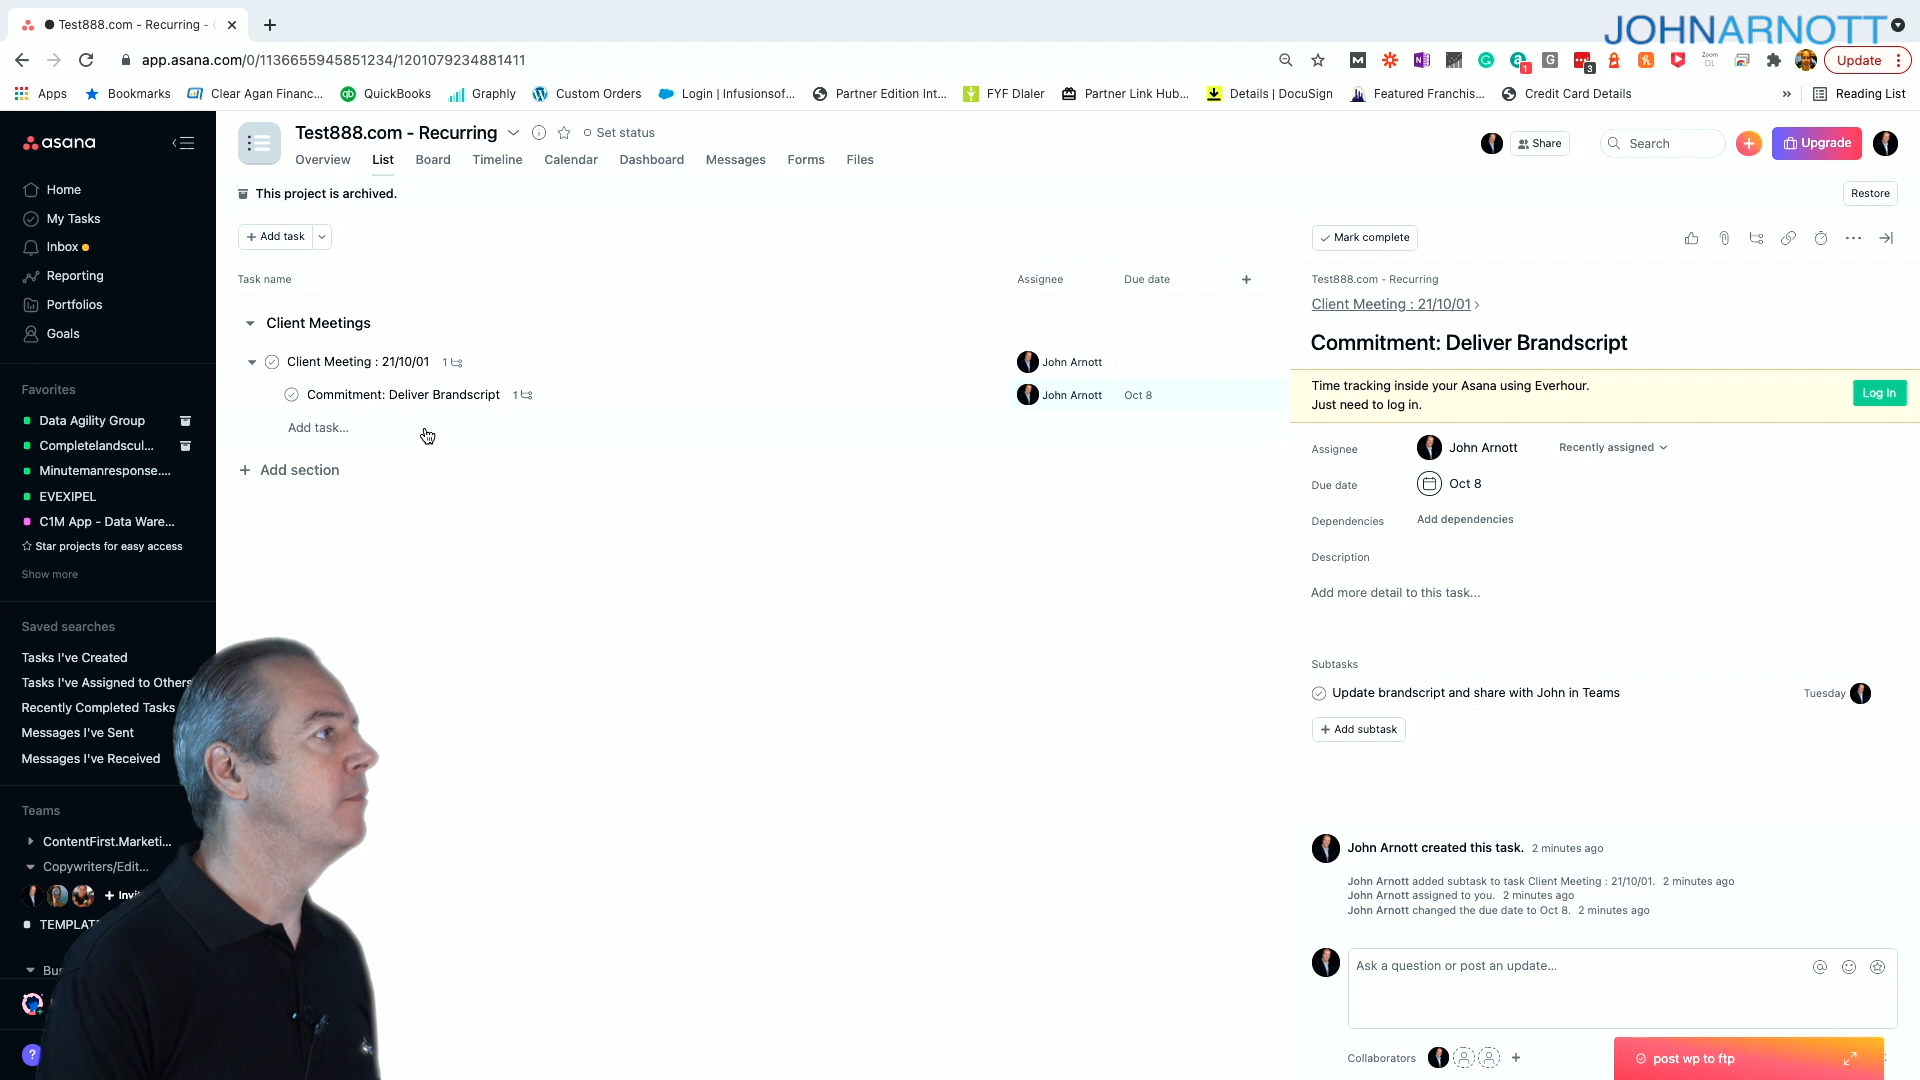 Test888.com - Recurring -
JOHNARNOTT
app.asana.com/0/1136655945851234/1201079234881411
M
N
G
1
G
3
Zoom DL
Update
Apps
Bookmarks
Clear Agan Financ...
QuickBooks
Graphly
Custom Orders
Login | Infusionsof...
Partner Edition Int...
FYF DIaler
Partner Link Hub...
Details | DocuSign
Featured Franchis...
Credit Card Details
»
Reading List
asana
Home
My Tasks
Inbox
Reporting
Portfolios
Goals
Favorites
Data Agility Group
Completelandscul...
Minutemanresponse....
EVEXIPEL
C1M App - Data Ware...
Star projects for easy access
Show more
Saved searches
Tasks I've Created
Tasks I've Assigned to Others
Recently Completed Tasks
Messages I've Sent
Messages I've Received
Teams
ContentFirst.Marketi...
Copywriters/Edit...
+ Invi
TEMPLAT
Bus
?
Test888.com - Recurring
Set status
Overview
List
Board
Timeline
Calendar
Dashboard
Messages
Forms
Files
Share
Search
Upgrade
This project is archived.
Restore
+ Add task
Task name
Assignee
Due date
+
Client Meetings
Client Meeting : 21/10/01
1
John Arnott
Commitment: Deliver Brandscript
1
John Arnott
Oct 8
Add task...
+ Add section
Mark complete
Test888.com - Recurring
Client Meeting : 21/10/01 ›
Commitment: Deliver Brandscript
Time tracking inside your Asana using Everhour.
Just need to log in.
Log In
Assignee
John Arnott
Recently assigned
Due date
Oct 8
Dependencies
Add dependencies
Description
Add more detail to this task...
Subtasks
Update brandscript and share with John in Teams
Tuesday
+ Add subtask
John Arnott created this task. 2 minutes ago
John Arnott added subtask to task Client Meeting : 21/10/01. 2 minutes ago
John Arnott assigned to you. 2 minutes ago
John Arnott changed the due date to Oct 8. 2 minutes ago
Ask a question or post an update...
Collaborators
+
post wp to ftp